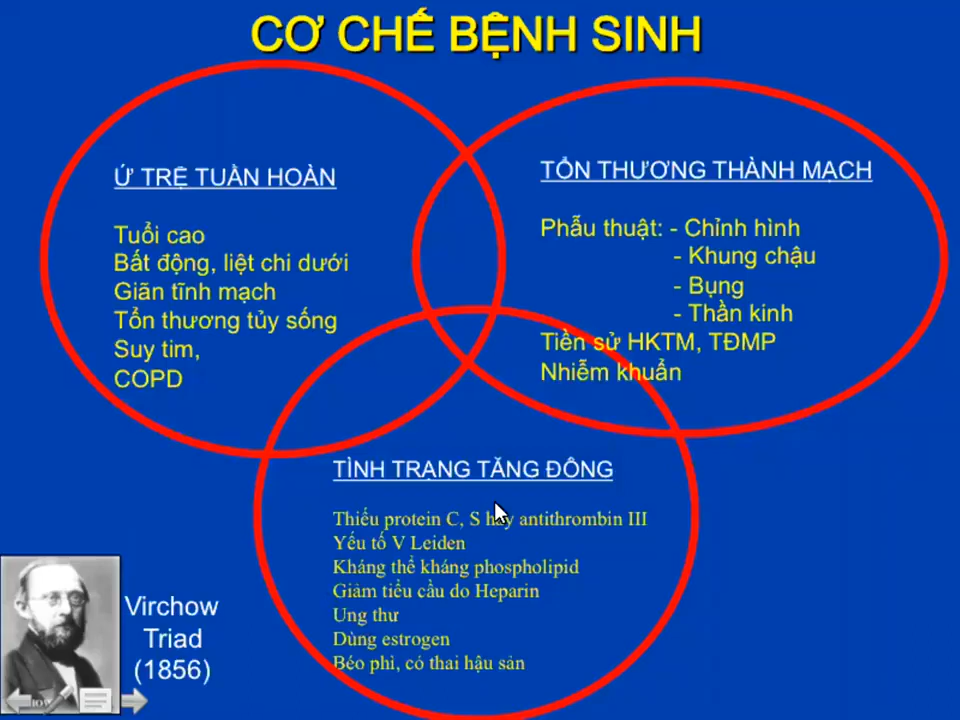 CƠ CHẾ BỆNH SINH
Ứ TRỆ TUẦN HOÀN
Tuổi cao
Bất động, liệt chi dưới
Giãn tĩnh mạch
Tổn thương tủy sống
Suy tim,
COPD
TỔN THƯƠNG THÀNH MẠCH
Phẫu thuật: - Chỉnh hình
- Khung chậu
- Bụng
- Thần kinh
Tiền sử HKTM, TĐMP
Nhiễm khuẩn
TÌNH TRẠNG TĂNG ĐÔNG
Thiếu protein C, S hay antithrombin III
Yếu tố V Leiden
Kháng thể kháng phospholipid
Giảm tiểu cầu do Heparin
Ung thư
Dùng estrogen
Béo phì, có thai hậu sản
Virchow
Triad
(1856)